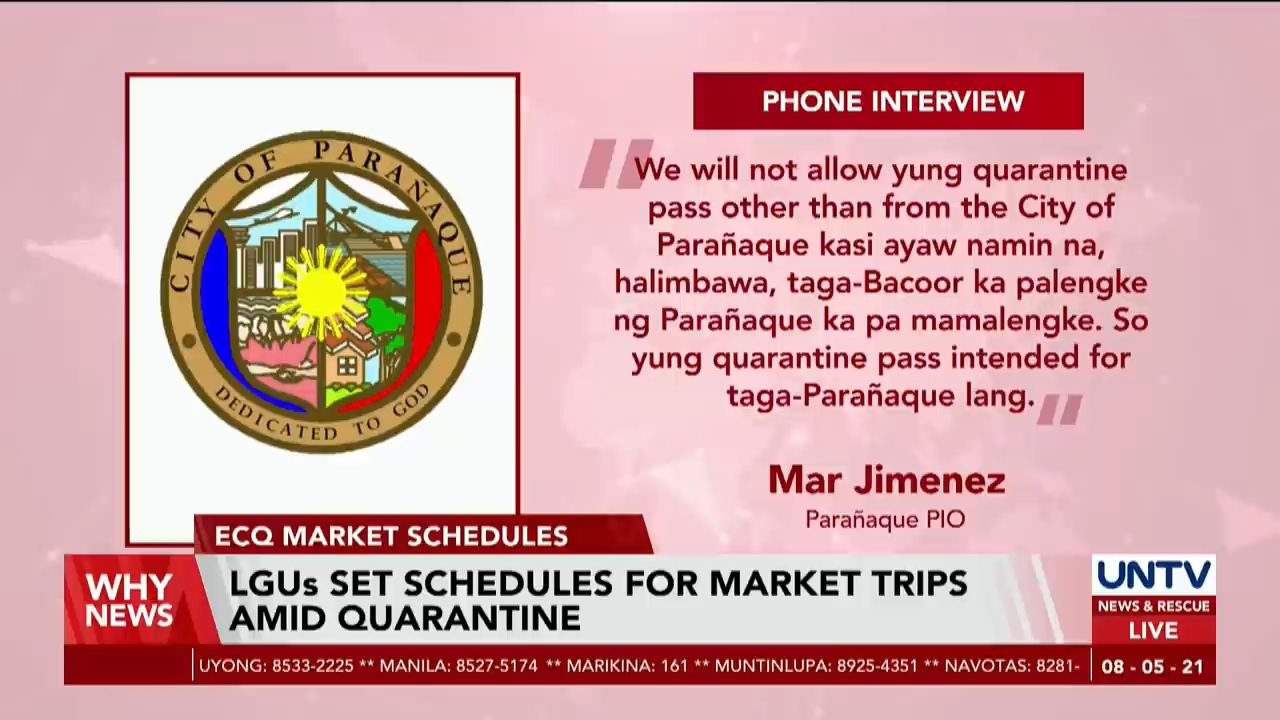 CITY OF PARAÑAQUE
DEDICATED TO GOD
PHONE INTERVIEW
"We will not allow yung quarantine
pass other than from the City of
Parañaque kasi ayaw namin na,
halimbawa, taga-Bacoor ka palengke
ng Parañaque ka pa mamalengke. So
yung quarantine pass intended for
taga-Parañaque lang."
Mar Jimenez
Parañaque PIO
ECQ MARKET SCHEDULES
WHY
NEWS
LGUs SET SCHEDULES FOR MARKET TRIPS
AMID QUARANTINE
UNTV
NEWS & RESCUE
LIVE
UYONG: 8533-2225 ** MANILA: 8527-5174 ** MARIKINA: 161 ** MUNTINLUPA: 8925-4351 ** NAVOTAS: 8281-
08 - 05 - 21